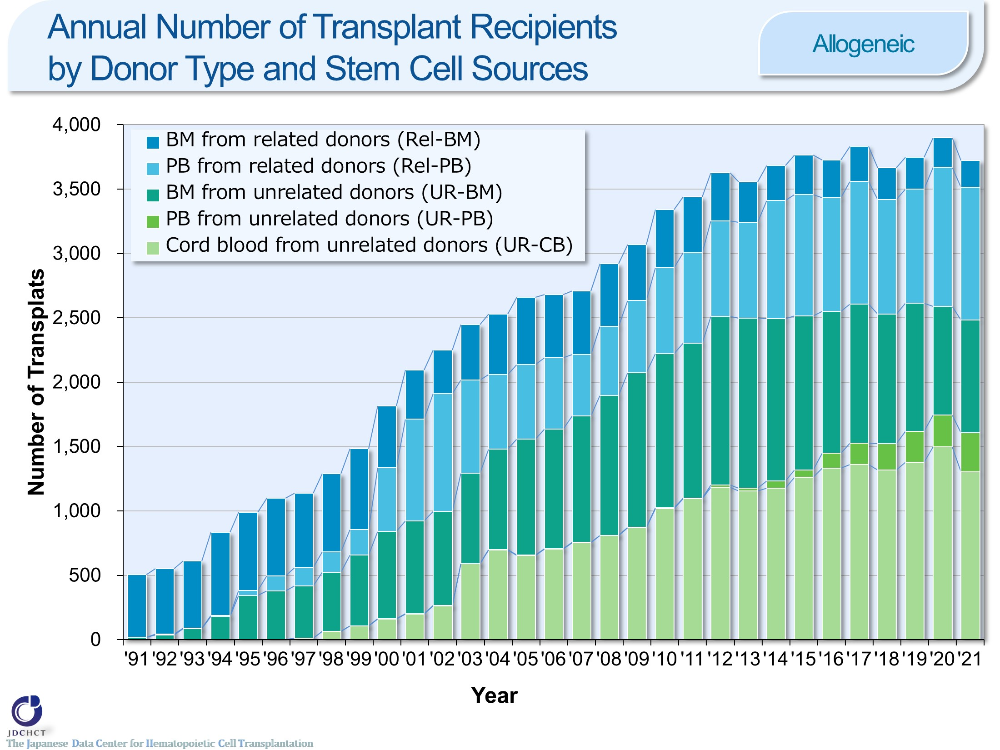 Annual Number of Transplant Recipients
by Donor Type and Stem Cell Sources
Allogeneic
BM from related donors (Rel-BM)
PB from related donors (Rel-PB)
BM from unrelated donors (UR-BM)
PB from unrelated donors (UR-PB)
Cord blood from unrelated donors (UR-CB)
4,000
3,500
3,000
2,500
2,000
1,500
1,000
500
0
Number of Transplats
'91 '92 '93 '94 '95 '96 '97 '98 '99 '00 '01 '02 '03 '04 '05 '06 '07 '08 '09 '10 '11 '12 '13 '14 '15 '16 '17 '18 '19 '20 '21
Year
JDCHCT
The Japanese Data Center for Hematopoietic Cell Transplantation